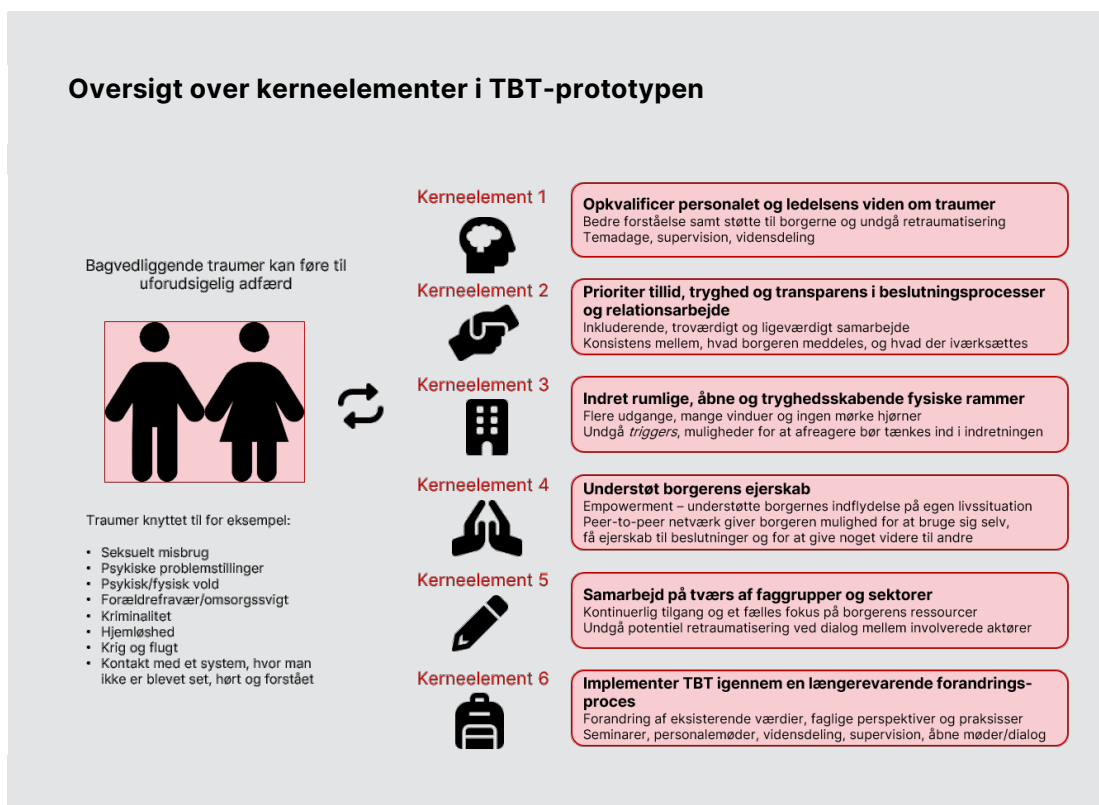 Oversigt over kerneelementer i TBT-prototypen
Bagvedliggende traumer kan føre til
uforudsigelig adfærd
Traumer knyttet til for eksempel:
• Seksuelt misbrug
• Psykiske problemstillinger
• Psykisk/fysisk vold
• Forældrefravær/omsorgssvigt
• Kriminalitet
• Hjemløshed
• Krig og flugt
• Kontakt med et system, hvor man
ikke er blevet set, hørt og forstået
Kerneelement 1
Opkvalificer personalet og ledelsens viden om traumer
Bedre forståelse samt støtte til borgerne og undgå retraumatisering
Temadage, supervision, vidensdeling
Kerneelement 2
Prioriter tillid, tryghed og transparens i beslutningsprocesser
og relationsarbejde
Inkluderende, troværdigt og ligeværdigt samarbejde
Konsistens mellem, hvad borgeren meddeles, og hvad der iværksættes
Kerneelement 3
Indret rumlige, åbne og tryghedsskabende fysiske rammer
Flere udgange, mange vinduer og ingen mørke hjørner
Undgå triggers, muligheder for at afreagere bør tænkes ind i indretningen
Kerneelement 4
Understøt borgerens ejerskab
Empowerment – understøtte borgernes indflydelse på egen livssituation
Peer-to-peer netværk giver borgeren mulighed for at bruge sig selv,
få ejerskab til beslutninger og for at give noget videre til andre
Kerneelement 5
Samarbejd på tværs af faggrupper og sektorer
Kontinuerlig tilgang og et fælles fokus på borgerens ressourcer
Undgå potentiel retraumatisering ved dialog mellem involverede aktører
Kerneelement 6
Implementer TBT igennem en længerevarende forandrings-
proces
Forandring af eksisterende værdier, faglige perspektiver og praksisser
Seminarer, personalemøder, vidensdeling, supervision, åbne møder/dialog